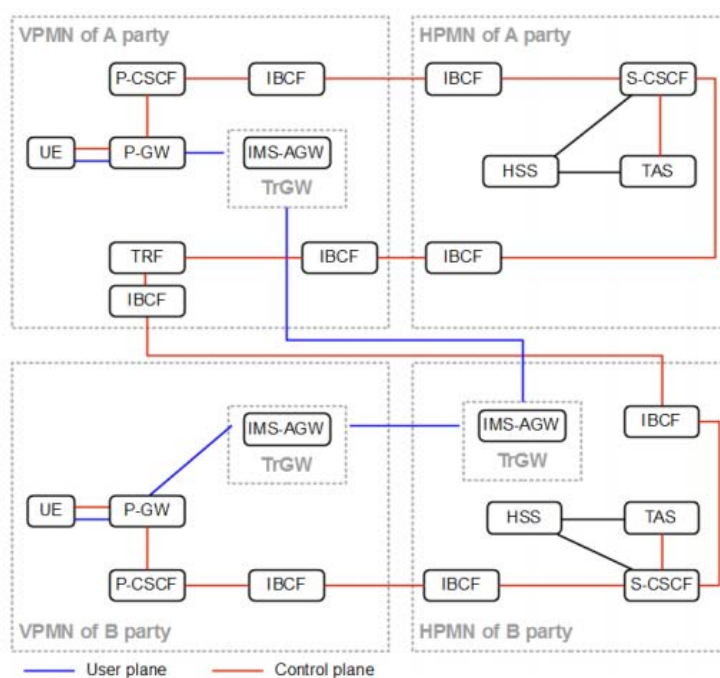 VPMN of A party
HPMN of A party
P-CSCF
IBCF
IBCF
S-CSCF
UE
P-GW
IMS-AGW
TrGW
HSS
TAS
TRF
IBCF
IBCF
IBCF
IMS-AGW
TrGW
IMS-AGW
TrGW
IBCF
UE
P-GW
HSS
TAS
P-CSCF
IBCF
IBCF
S-CSCF
VPMN of B party
HPMN of B party
User plane
Control plane